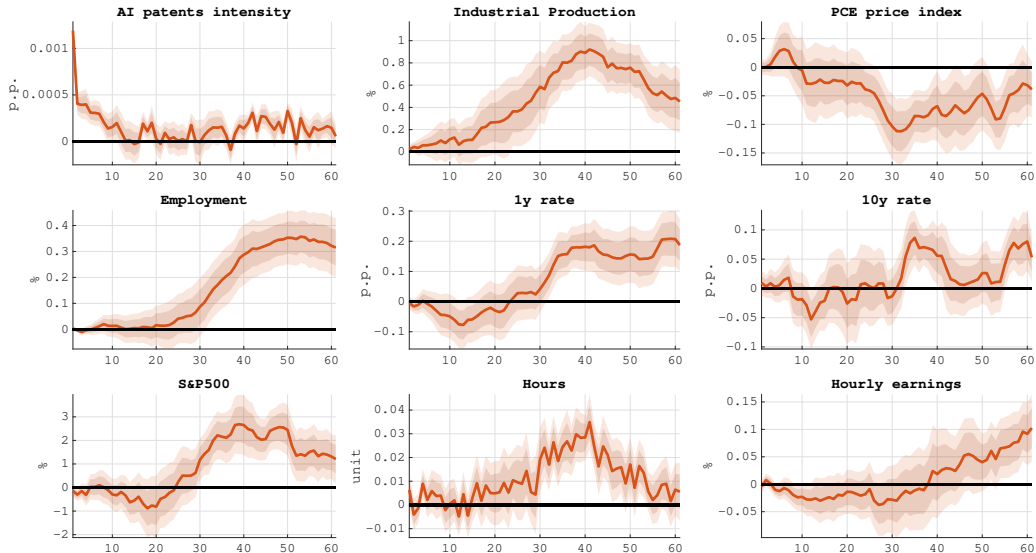 AI patents intensity
p.p.
0.001
0.0005
0
10 20 30 40 50 60
Industrial Production
%
1
0.8
0.6
0.4
0.2
0
10 20 30 40 50 60
PCE price index
%
0.05
0
-0.05
-0.1
-0.15
10 20 30 40 50 60
Employment
%
0.4
0.3
0.2
0.1
0
10 20 30 40 50 60
1y rate
p.p.
0.3
0.2
0.1
0
-0.1
10 20 30 40 50 60
10y rate
p.p.
0.1
0.05
0
-0.05
-0.1
10 20 30 40 50 60
S&P500
%
3
2
1
0
-1
-2
10 20 30 40 50 60
Hours
unit
0.04
0.03
0.02
0.01
0
-0.01
10 20 30 40 50 60
Hourly earnings
%
0.15
0.1
0.05
0
-0.05
10 20 30 40 50 60